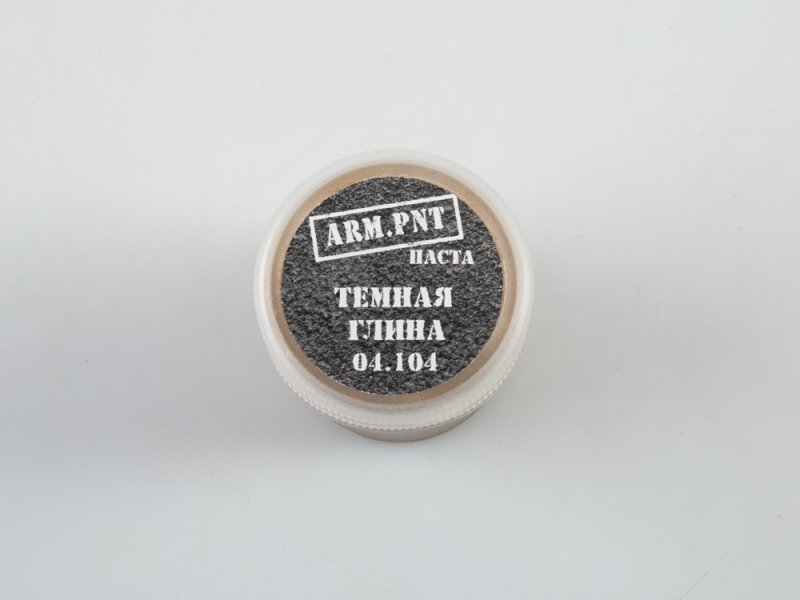 ARM.PNT
ПАСТА
ТЕМНАЯ
ГЛИНА
04.104